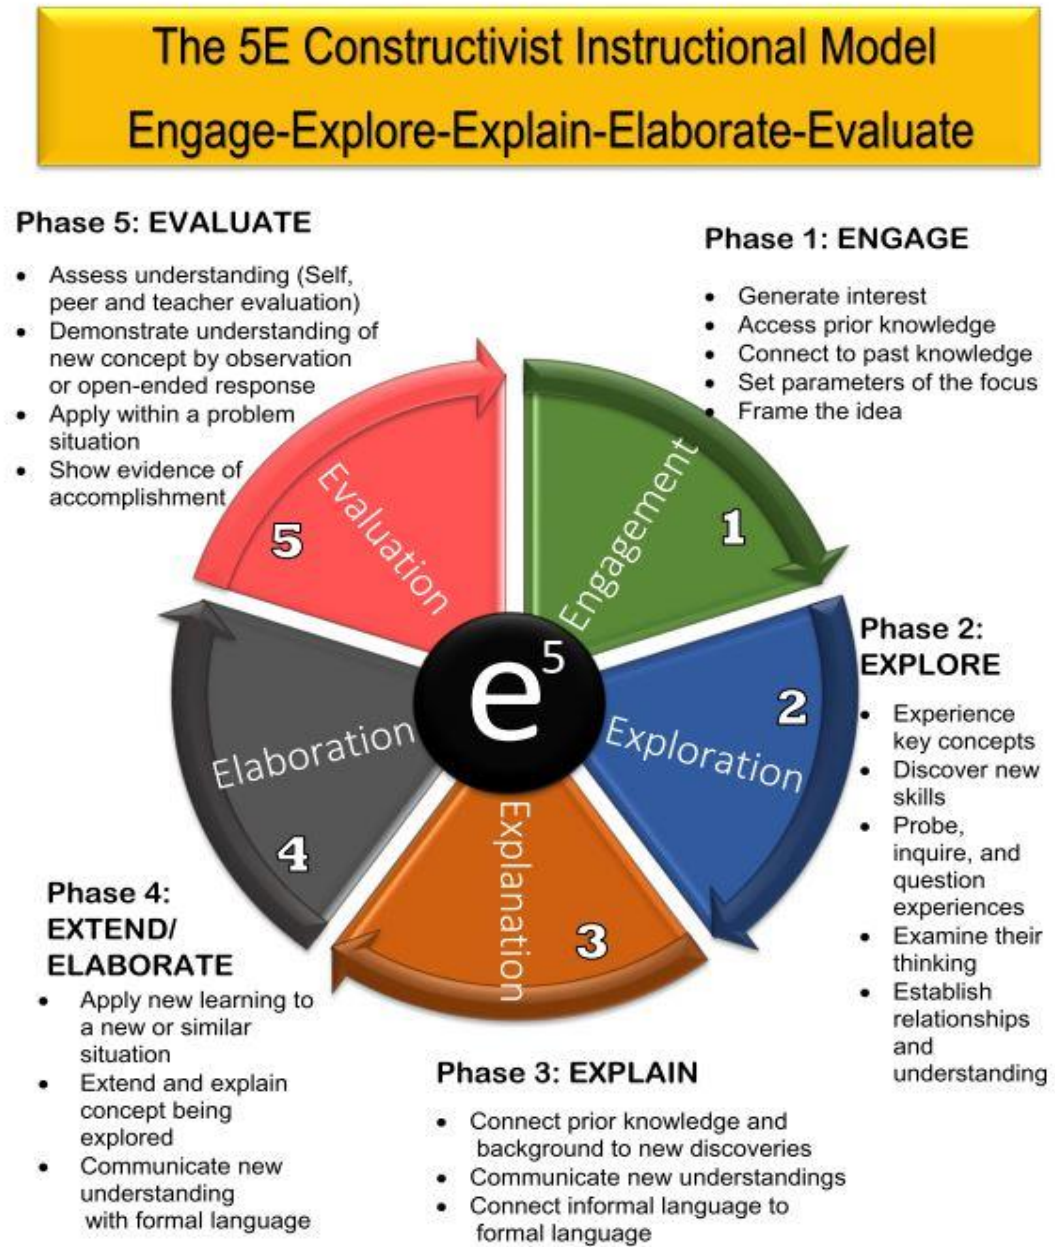 The 5E Constructivist Instructional Model
Engage-Explore-Explain-Elaborate-Evaluate
Phase 5: EVALUATE
• Assess understanding (Self,
peer and teacher evaluation)
• Demonstrate understanding of
new concept by observation
or open-ended response
• Apply within a problem
situation
• Show evidence of
accomplishment
Phase 1: ENGAGE
• Generate interest
• Access prior knowledge
• Connect to past knowledge
• Set parameters of the focus
• Frame the idea
5
Evaluation
1
Engagement
e5
2
Exploration
Elaboration
4
Explanation
3
Phase 2:
EXPLORE
• Experience
key concepts
• Discover new
skills
• Probe,
inquire, and
question
experiences
• Examine their
thinking
• Establish
relationships
and
understanding
Phase 4:
EXTEND/
ELABORATE
• Apply new learning to
a new or similar
situation
• Extend and explain
concept being
explored
• Communicate new
understanding
with formal language
Phase 3: EXPLAIN
• Connect prior knowledge and
background to new discoveries
• Communicate new understandings
• Connect informal language to
formal language